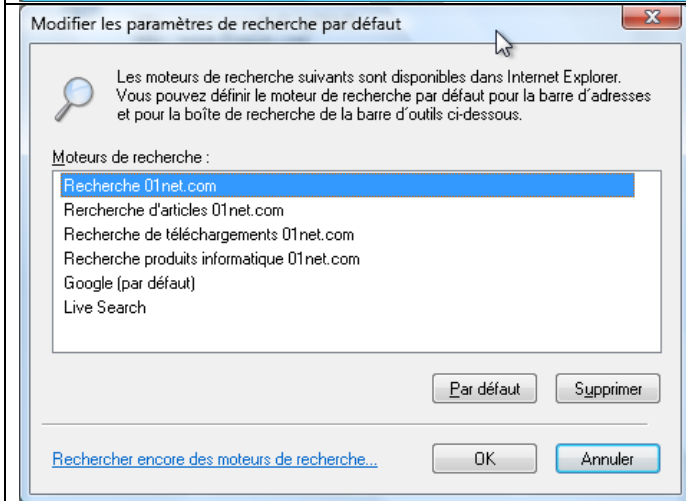 Modifier les paramètres de recherche par défaut
Les moteurs de recherche suivants sont disponibles dans Internet Explorer.
Vous pouvez définir le moteur de recherche par défaut pour la barre d´adresses
et pour la boîte de recherche de la barre d´outils ci-dessous.
Moteurs de recherche :
Recherche 01net.com
Rercherche d'articles 01net.com
Recherche de téléchargements 01net.com
Recherche produits informatique 01net.com
Google (par défaut)
Live Search
Par défaut Supprimer
Rechercher encore des moteurs de recherche... OK Annuler